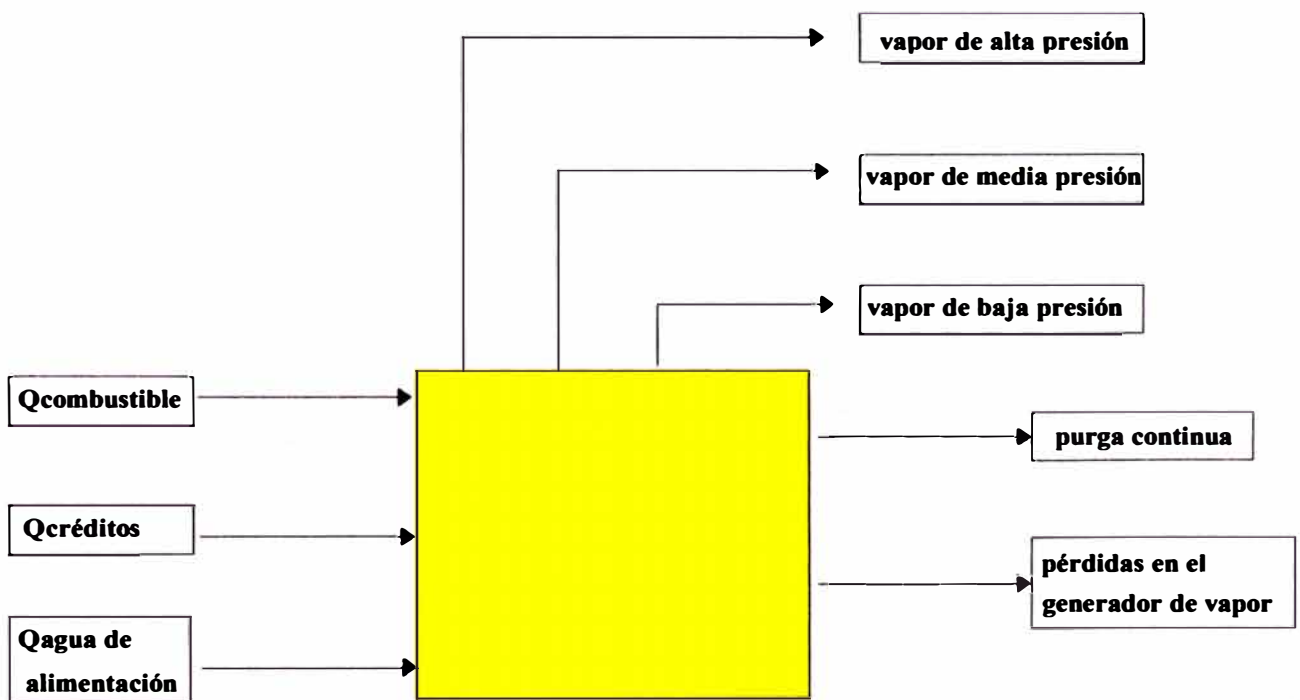 vapor de alta presión
vapor de media presión
vapor de baja presión
Qcombustible
purga continua
Qcréditos
pérdidas en el
generador de vapor
Qagua de
alimentación